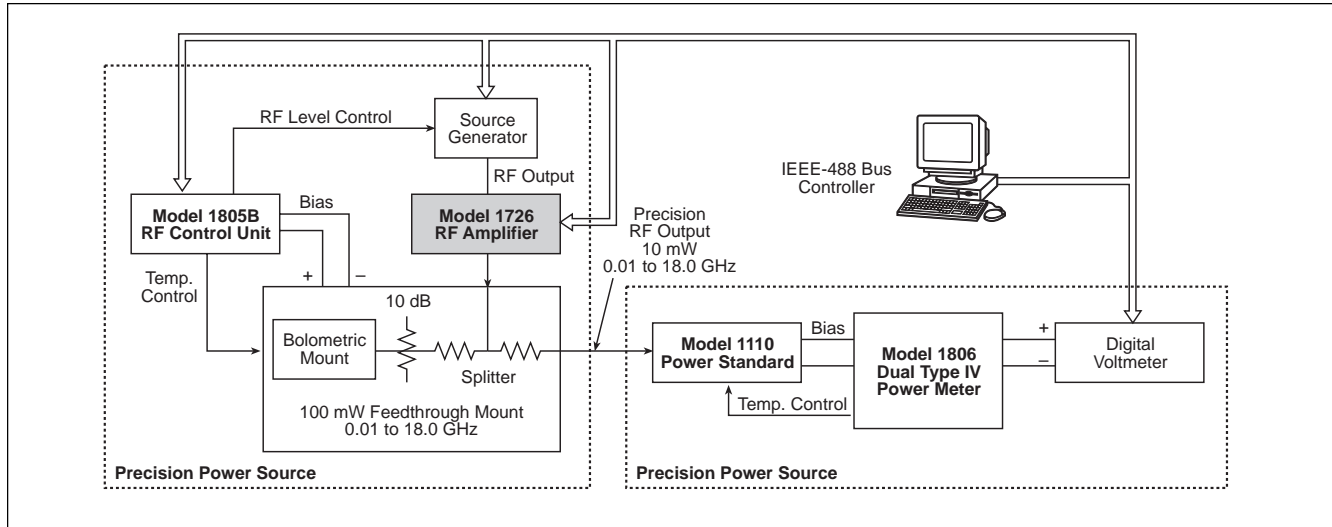 RF Level Control
Source
Generator
RF Output
IEEE-488 Bus
Controller
Model 1805B
RF Control Unit
Bias
+
–
Model 1726
RF Amplifier
Precision
RF Output
10 mW
0.01 to 18.0 GHz
Temp.
Control
10 dB
Bolometric
Mount
Splitter
100 mW Feedthrough Mount
0.01 to 18.0 GHz
Precision Power Source
Model 1110
Power Standard
Bias
Temp. Control
Model 1806
Dual Type IV
Power Meter
+
–
Digital
Voltmeter
Precision Power Source